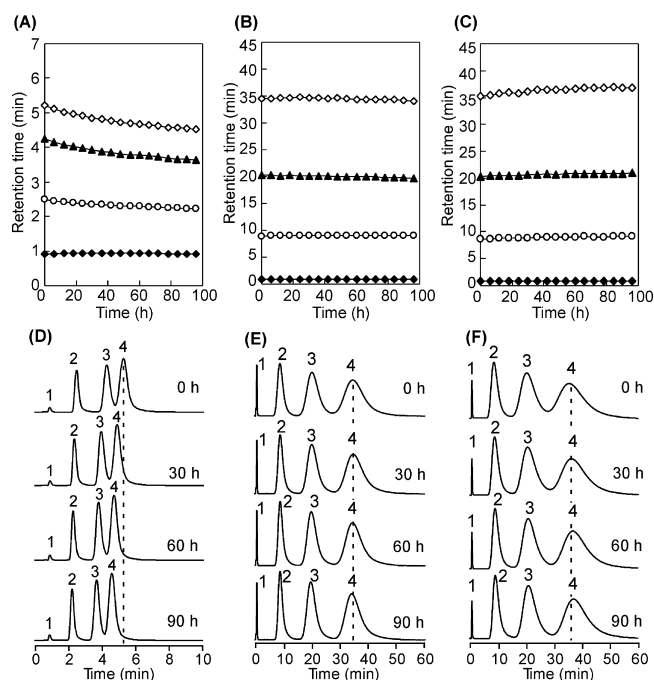 (A) (B) (C)
Retention time (min)
7
6
5
4
3
2
1
0
0 20 40 60 80 100
Time (h)
Retention time (min)
45
40
35
30
25
20
15
10
5
0
0 20 40 60 80 100
Time (h)
Retention time (min)
45
40
35
30
25
20
15
10
5
0
0 20 40 60 80 100
Time (h)
(D)
1 2 3 4 0 h
1 2 3 4 30 h
1 2 3 4 60 h
1 2 3 4 90 h
0 2 4 6 8 10
Time (min)
(E)
1 2 3 4 0 h
1 2 3 4 30 h
1 2 3 4 60 h
1 2 3 4 90 h
0 10 20 30 40 50 60
Time (min)
(F)
1 2 3 4 0 h
1 2 3 4 30 h
1 2 3 4 60 h
1 2 3 4 90 h
0 10 20 30 40 50 60
Time (min)